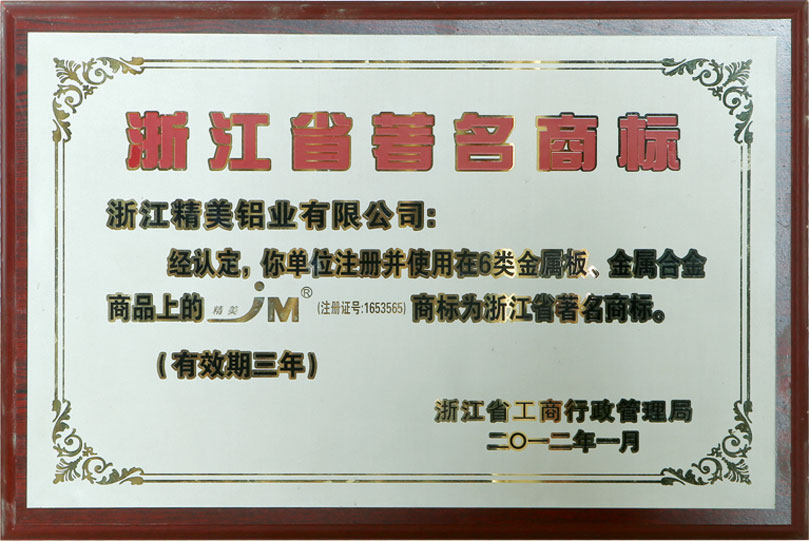 浙江省著名商标
浙江精美铝业有限公司:
经认定,你单位注册并使用在6类金属板、金属合金
商品上的 精美 JM® (注册证号:1653565) 商标为浙江省著名商标。
(有效期三年)
浙江省工商行政管理局
二〇一二年一月